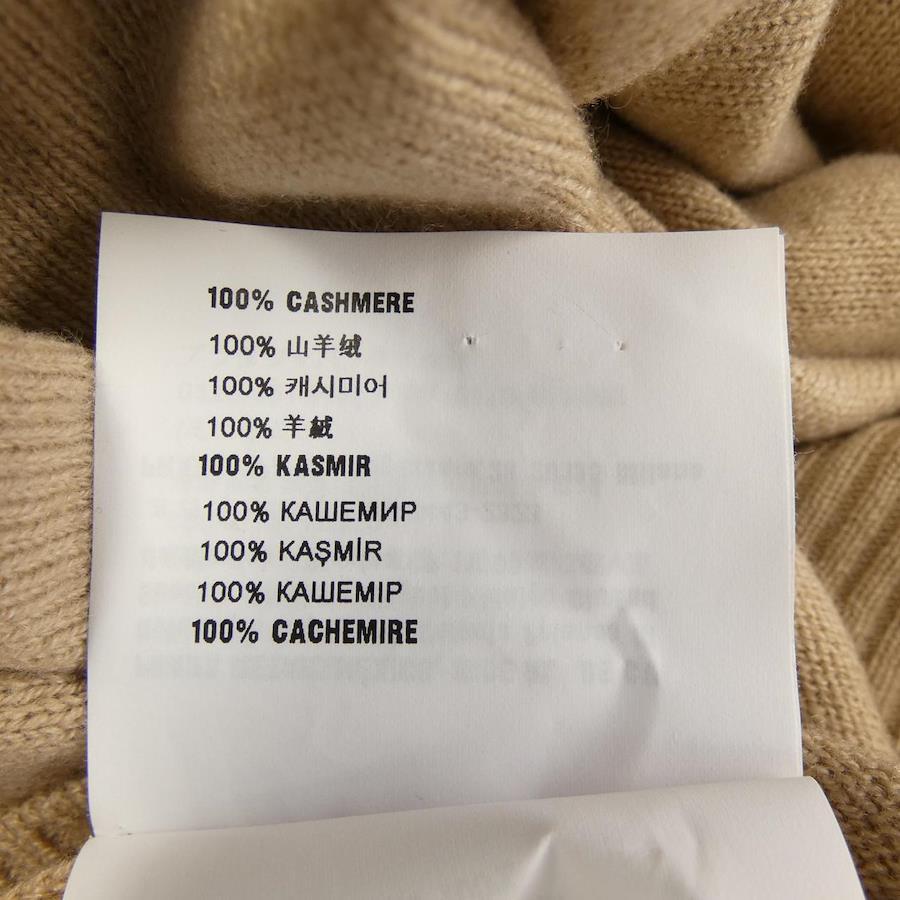 100% CASHMERE
100% 山羊绒
100% 캐시미어
100% 羊絨
100% KASMIR
100% КАШЕМИР
100% KAŞMİR
100% КАШЕМІР
100% CACHEMIRE